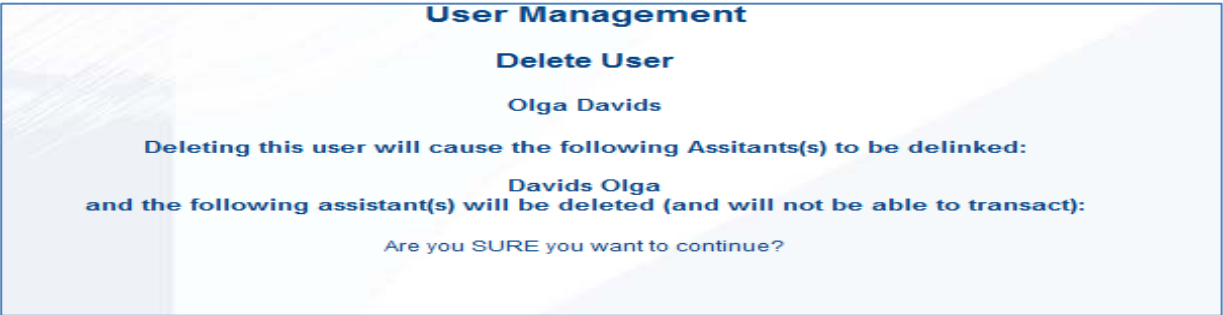 User Management
Delete User
Olga Davids
Deleting this user will cause the following Assitants(s) to be delinked:
Davids Olga
and the following assistant(s) will be deleted (and will not be able to transact):
Are you SURE you want to continue?